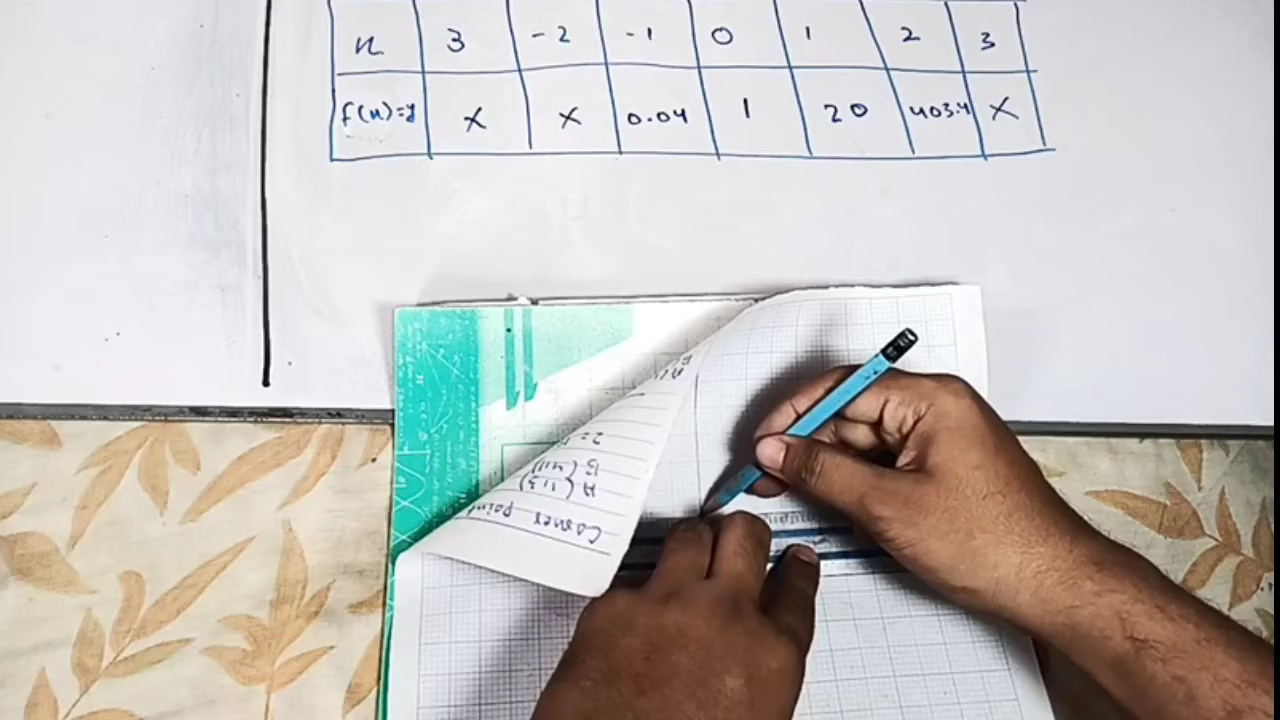 x 3 -2 -1 0 1 2 3
f(x)=y X X 0.04 1 20 403.4 X
Corner Point
A (1,3)
B (4,1)